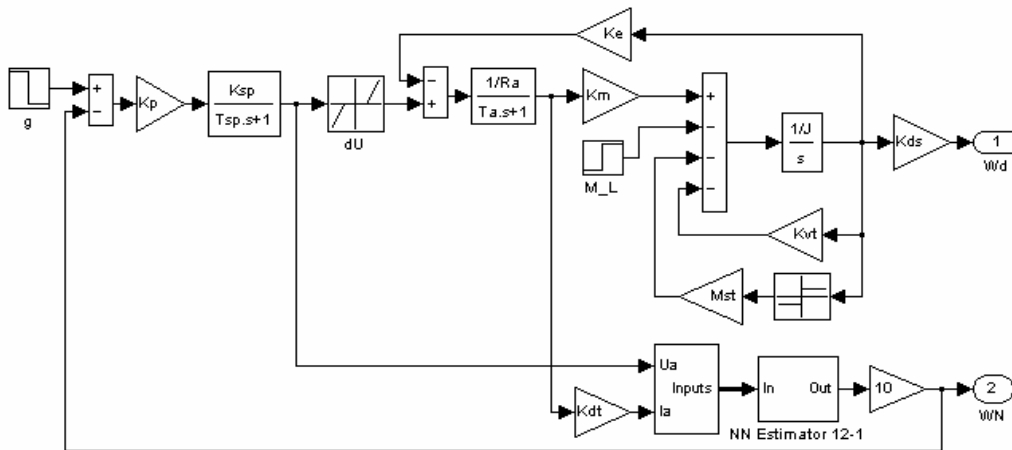 Ke
+
−
g
Kp
Ksp
Tsp.s+1
dU
−
+
1/Ra
Ta.s+1
Km
M_L
+
−
−
−
1/J
s
Kds
1
Wd
Kvt
Mst
Ua
Ia
Inputs
Kdt
In
Out
NN Estimator 12-1
10
2
WN